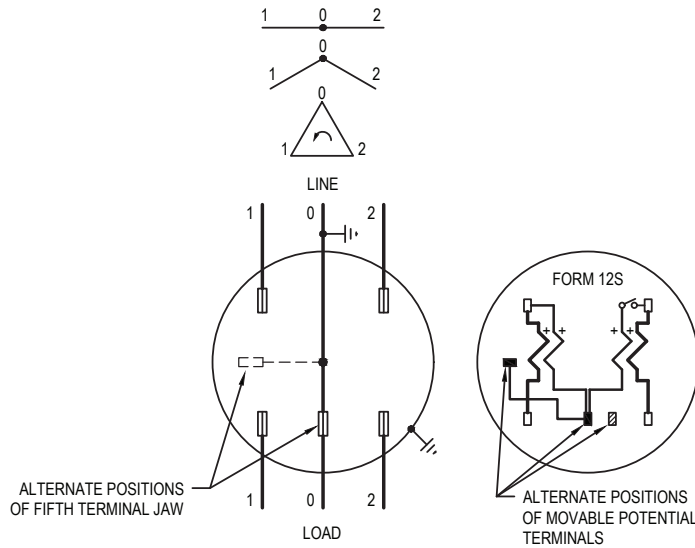 1 0 2
0
1 2
0
1 2
LINE
1 0 2
FORM 12S
+ + + +
ALTERNATE POSITIONS
OF FIFTH TERMINAL JAW
1 0 2
LOAD
ALTERNATE POSITIONS
OF MOVABLE POTENTIAL
TERMINALS